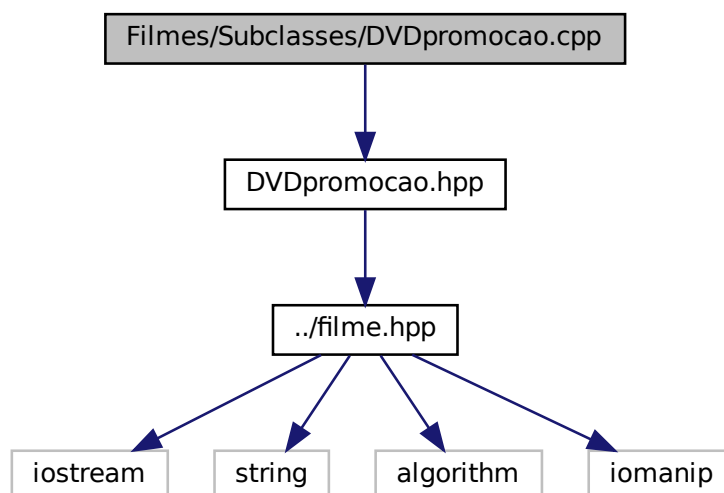 Filmes/Subclasses/DVDpromocao.cpp
DVDpromocao.hpp
../filme.hpp
iostream
string
algorithm
iomanip